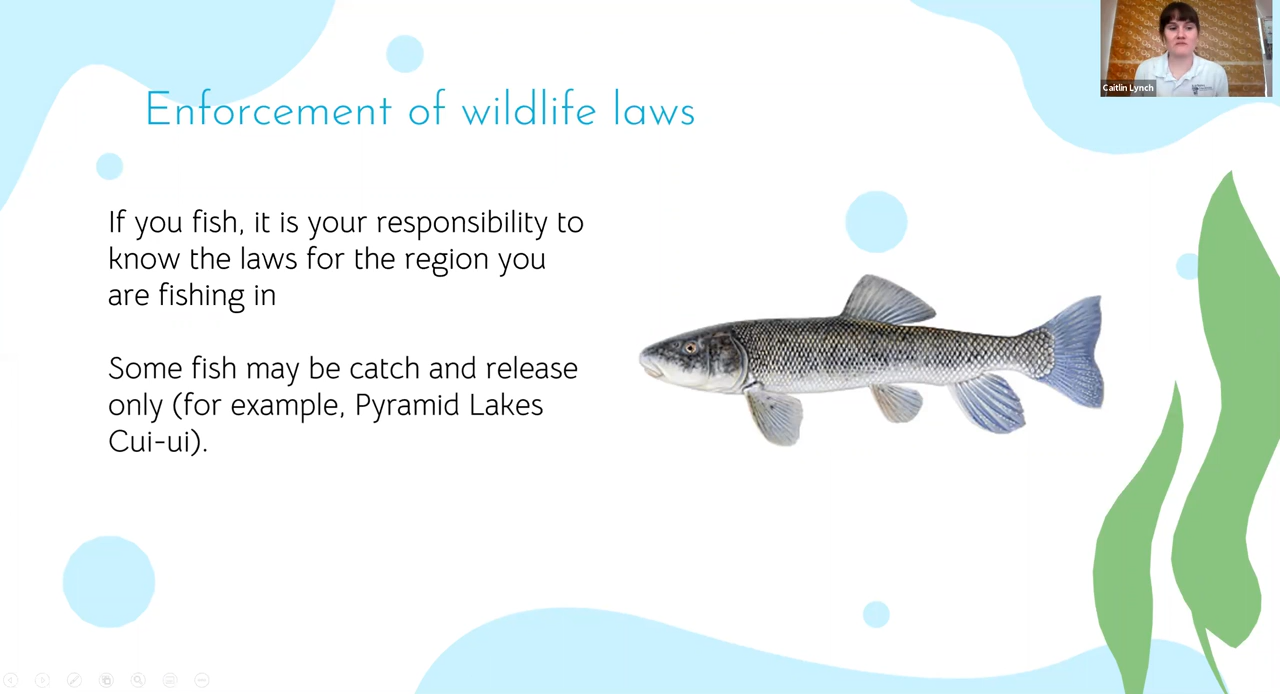 Caitlin Lynch
Enforcement of wildlife laws
If you fish, it is your responsibility to
know the laws for the region you
are fishing in
Some fish may be catch and release
only (for example, Pyramid Lakes
Cui-ui).